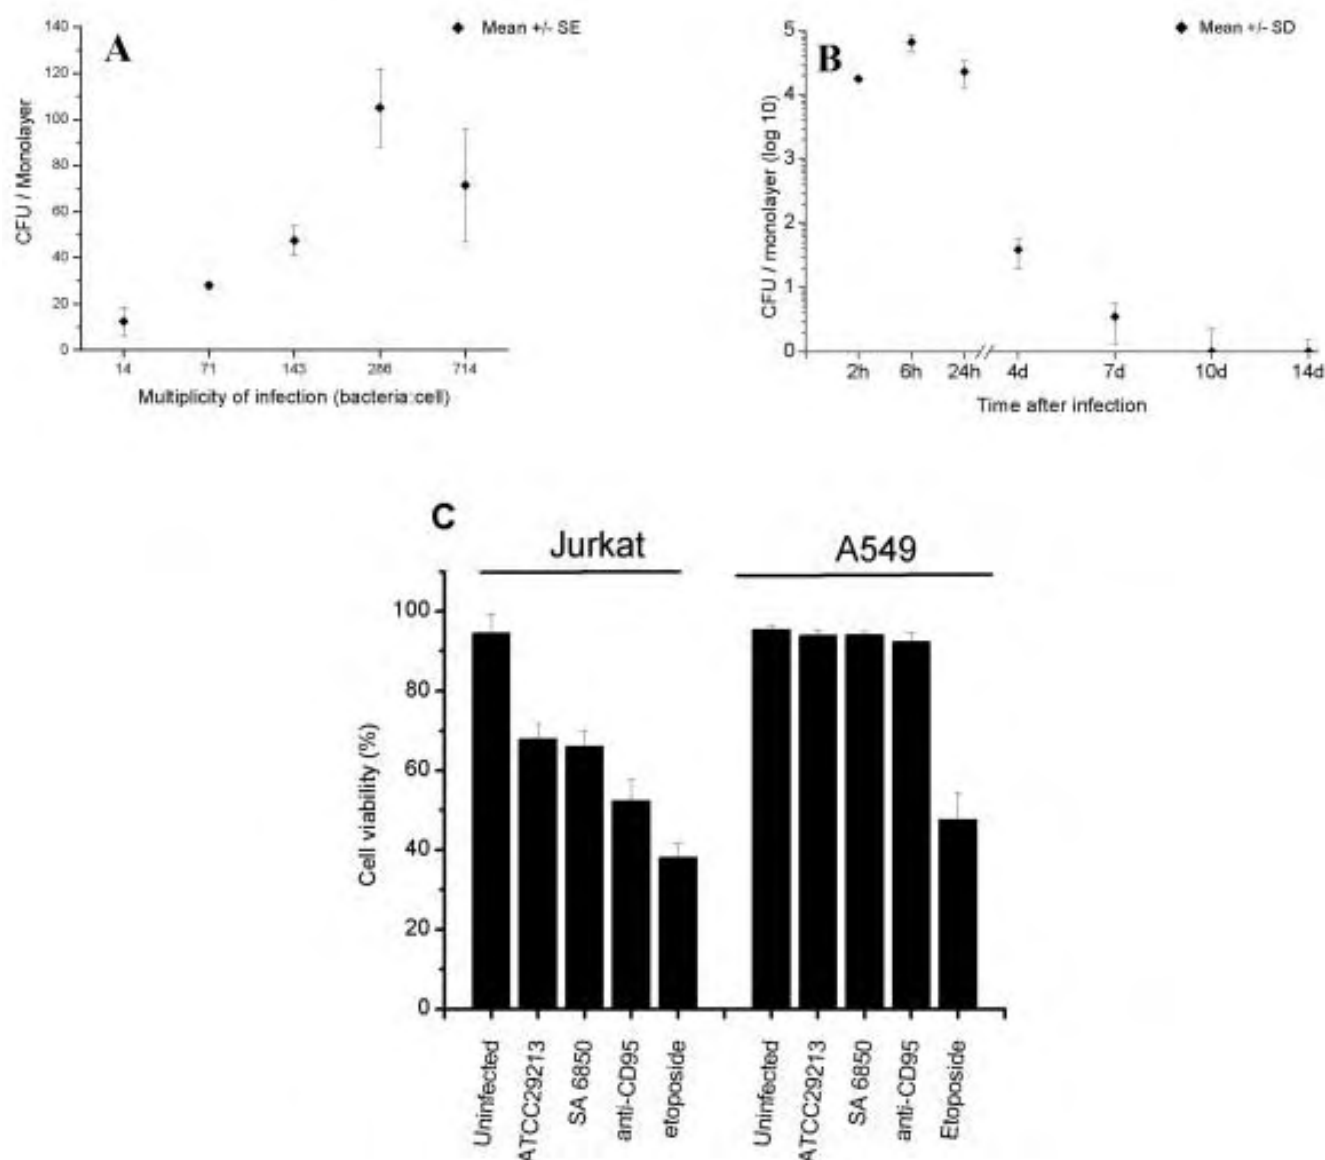 A
Mean +/- SE
140
120
100
80
60
40
20
0
CFU / Monolayer
14 71 143 286 714
Multiplicity of infection (bacteria:cell)
B
Mean +/- SD
5
4
3
2
1
0
CFU / monolayer (log 10)
2h 6h 24h 4d 7d 10d 14d
Time after infection
C
Jurkat A549
100
80
60
40
20
0
Cell viability (%)
Uninfected
ATCC29213
SA 6850
anti-CD95
etoposide
Uninfected
ATCC29213
SA 6850
anti-CD95
Etoposide